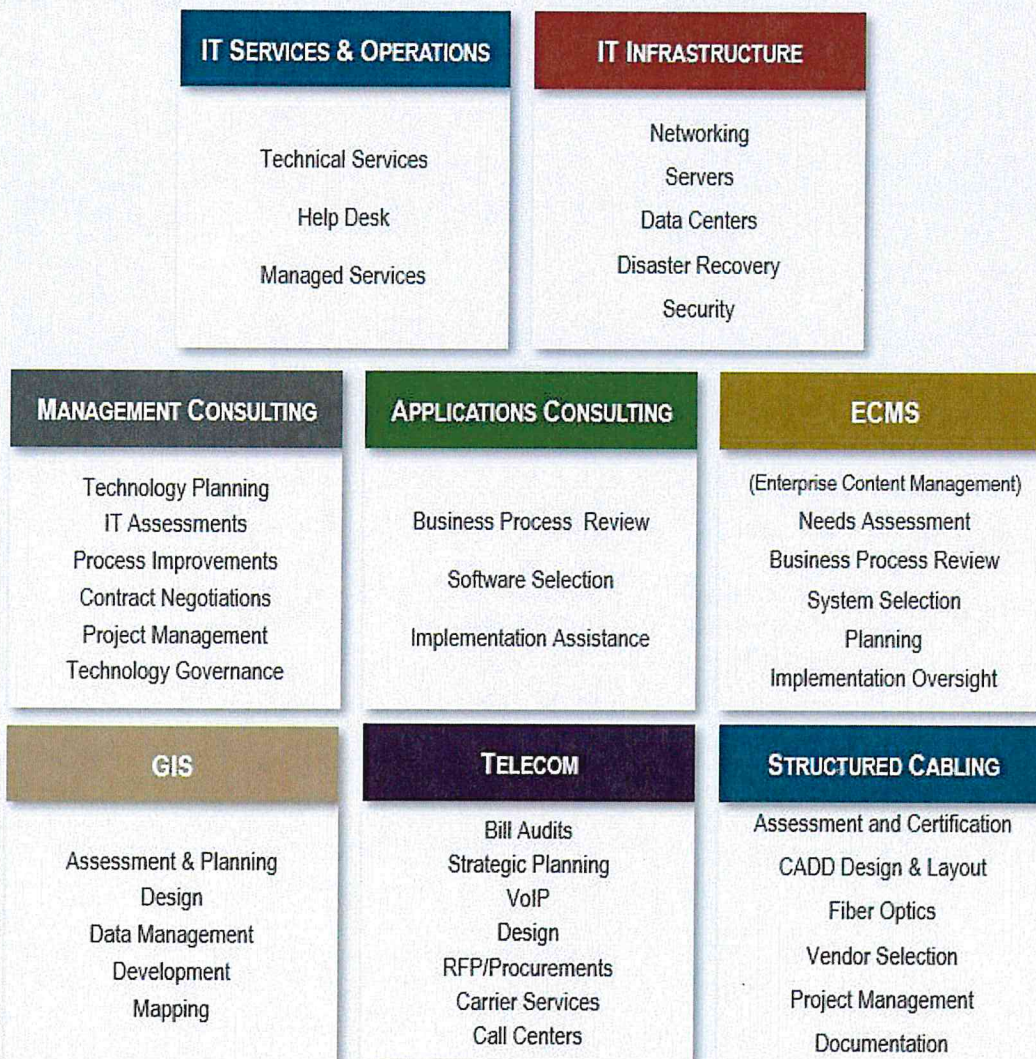 IT SERVICES & OPERATIONS
Technical Services
Help Desk
Managed Services
IT INFRASTRUCTURE
Networking
Servers
Data Centers
Disaster Recovery
Security
MANAGEMENT CONSULTING
Technology Planning
IT Assessments
Process Improvements
Contract Negotiations
Project Management
Technology Governance
APPLICATIONS CONSULTING
Business Process Review
Software Selection
Implementation Assistance
ECMS
(Enterprise Content Management)
Needs Assessment
Business Process Review
System Selection
Planning
Implementation Oversight
GIS
Assessment & Planning
Design
Data Management
Development
Mapping
TELECOM
Bill Audits
Strategic Planning
VoIP
Design
RFP/Procurements
Carrier Services
Call Centers
STRUCTURED CABLING
Assessment and Certification
CADD Design & Layout
Fiber Optics
Vendor Selection
Project Management
Documentation